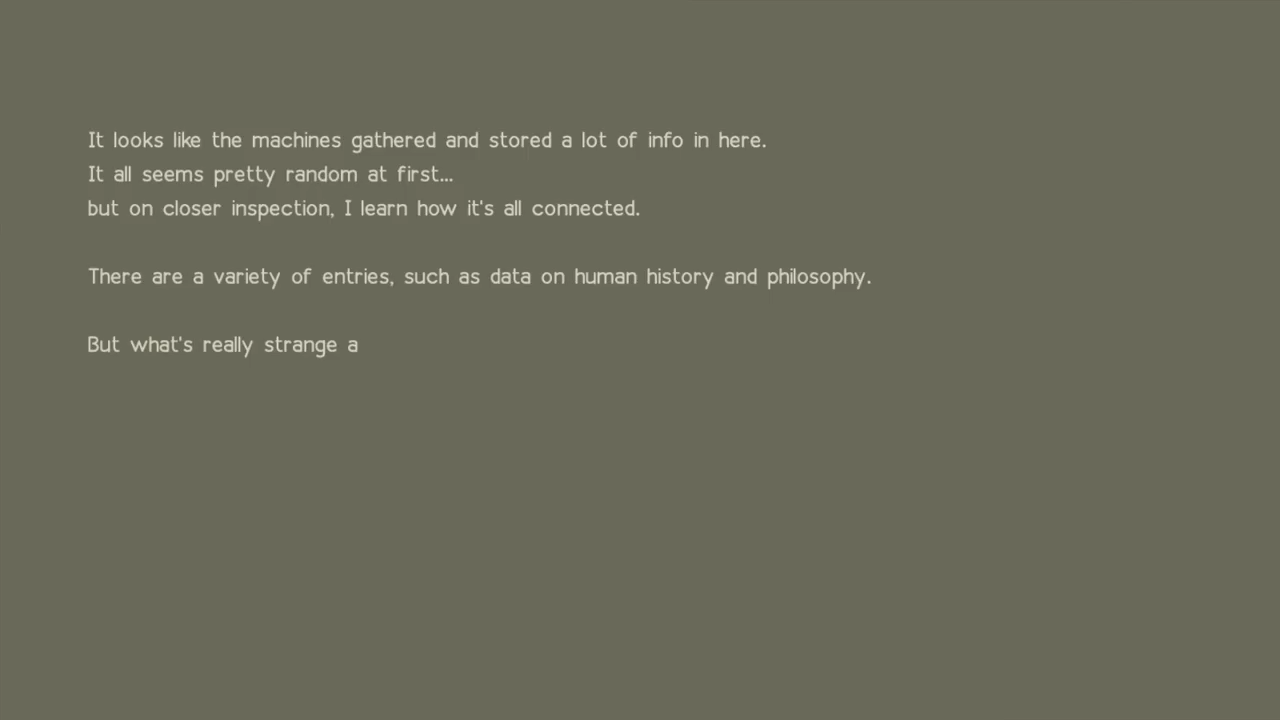 It looks like the machines gathered and stored a lot of info in here.
It all seems pretty random at first...
but on closer inspection, I learn how it's all connected.
There are a variety of entries, such as data on human history and philosophy.
But what's really strange a